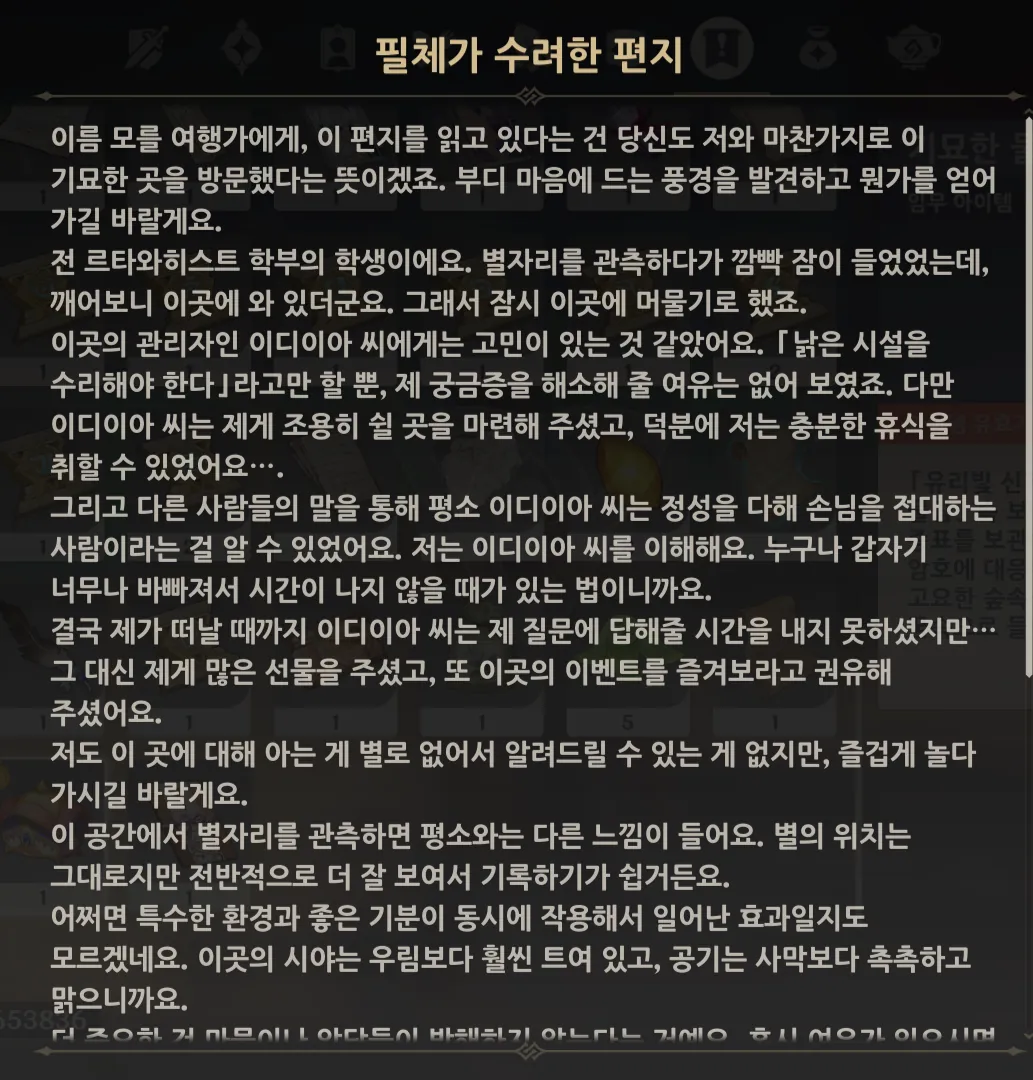 필체가 수려한 편지
이름 모를 여행가에게, 이 편지를 읽고 있다는 건 당신도 저와 마찬가지로 이
기묘한 곳을 방문했다는 뜻이겠죠. 부디 마음에 드는 풍경을 발견하고 뭔가를 얻어
가길 바랄게요.
전 르타와히스트 학부의 학생이에요. 별자리를 관측하다가 깜빡 잠이 들었었는데,
깨어보니 이곳에 와 있더군요. 그래서 잠시 이곳에 머물기로 했죠.
이곳의 관리자인 이디이아 씨에게는 고민이 있는 것 같았어요. 「낡은 시설을
수리해야 한다」라고만 할 뿐, 제 궁금증을 해소해 줄 여유는 없어 보였죠. 다만
이디이아 씨는 제게 조용히 쉴 곳을 마련해 주셨고, 덕분에 저는 충분한 휴식을
취할 수 있었어요….
그리고 다른 사람들의 말을 통해 평소 이디이아 씨는 정성을 다해 손님을 접대하는
사람이라는 걸 알 수 있었어요. 저는 이디이아 씨를 이해해요. 누구나 갑자기
너무나 바빠져서 시간이 나지 않을 때가 있는 법이니까요.
결국 제가 떠날 때까지 이디이아 씨는 제 질문에 답해줄 시간을 내지 못하셨지만…
그 대신 제게 많은 선물을 주셨고, 또 이곳의 이벤트를 즐겨보라고 권유해
주셨어요.
저도 이 곳에 대해 아는 게 별로 없어서 알려드릴 수 있는 게 없지만, 즐겁게 놀다
가시길 바랄게요.
이 공간에서 별자리를 관측하면 평소와는 다른 느낌이 들어요. 별의 위치는
그대로지만 전반적으로 더 잘 보여서 기록하기가 쉽거든요.
어쩌면 특수한 환경과 좋은 기분이 동시에 작용해서 일어난 효과일지도
모르겠네요. 이곳의 시야는 우림보다 훨씬 트여 있고, 공기는 사막보다 촉촉하고
맑으니까요.